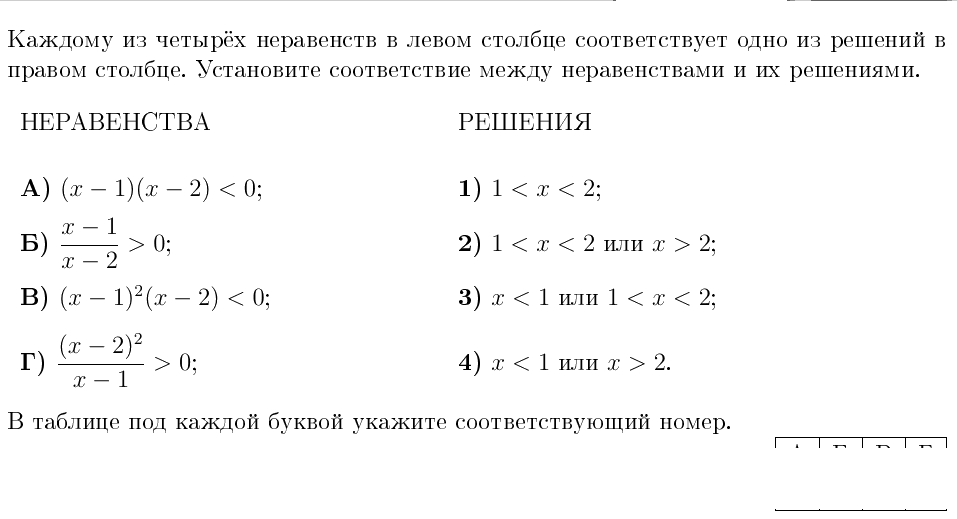 Каждому из четырёх неравенств в левом столбце соответствует одно из решений в
правом столбце. Установите соответствие между неравенствами и их решениями.
НЕРАВЕНСТВА РЕШЕНИЯ
А) (x − 1)(x − 2) < 0; 1) 1 < x < 2;
Б) (x − 1)/(x − 2) > 0; 2) 1 < x < 2 или x > 2;
В) (x − 1)²(x − 2) < 0; 3) x < 1 или 1 < x < 2;
Г) (x − 2)²/(x − 1) > 0; 4) x < 1 или x > 2.
В таблице под каждой буквой укажите соответствующий номер.